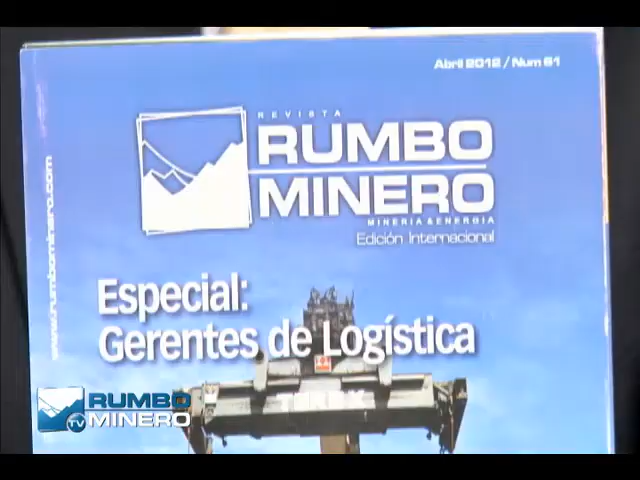 Abril 2012 / Num 61
REVISTA
RUMBO
MINERO
MINERIA & ENERGIA
Edición Internacional
www.rumbominero.com
Especial:
Gerentes de Logística
TEREX
RUMBO
TV MINERO